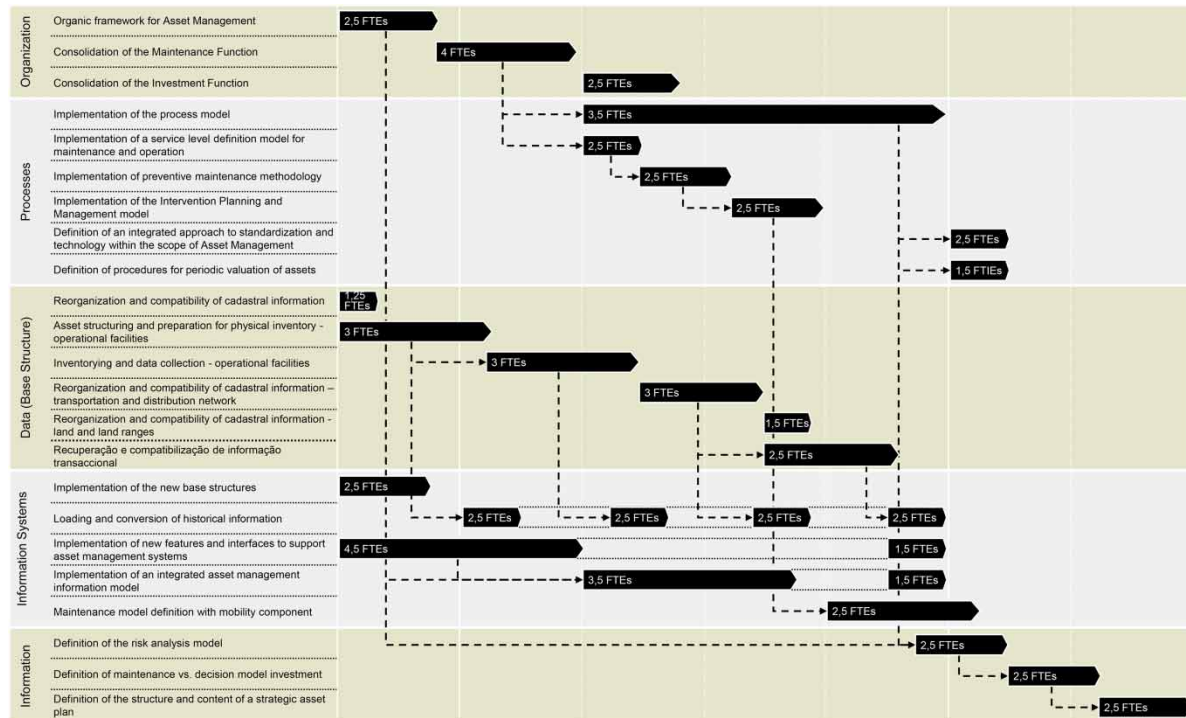 Organization
Organic framework for Asset Management
2,5 FTEs
Consolidation of the Maintenance Function
4 FTEs
Consolidation of the Investment Function
2,5 FTEs
Processes
Implementation of the process model
3,5 FTEs
Implementation of a service level definition model for
maintenance and operation
2,5 FTEs
Implementation of preventive maintenance methodology
2,5 FTEs
Implementation of the Intervention Planning and
Management model
2,5 FTEs
Definition of an integrated approach to standardization and
technology within the scope of Asset Management
2,5 FTEs
Definition of procedures for periodic valuation of assets
1,5 FTIEs
Data (Base Structure)
Reorganization and compatibility of cadastral information
1,25
FTEs
Asset structuring and preparation for physical inventory -
operational facilities
3 FTEs
Inventorying and data collection - operational facilities
3 FTEs
Reorganization and compatibility of cadastral information –
transportation and distribution network
3 FTEs
Reorganization and compatibility of cadastral information -
land and land ranges
1,5 FTEs
Recuperação e compatibilização de informação
transaccional
2,5 FTEs
Information Systems
Implementation of the new base structures
2,5 FTEs
Loading and conversion of historical information
2,5 FTEs
2,5 FTEs
2,5 FTEs
2,5 FTEs
Implementation of new features and interfaces to support
asset management systems
4,5 FTEs
1,5 FTEs
Implementation of an integrated asset management
information model
3,5 FTEs
1,5 FTEs
Maintenance model definition with mobility component
2,5 FTEs
Information
Definition of the risk analysis model
2,5 FTEs
Definition of maintenance vs. decision model investment
2,5 FTEs
Definition of the structure and content of a strategic asset
plan
2,5 FTEs